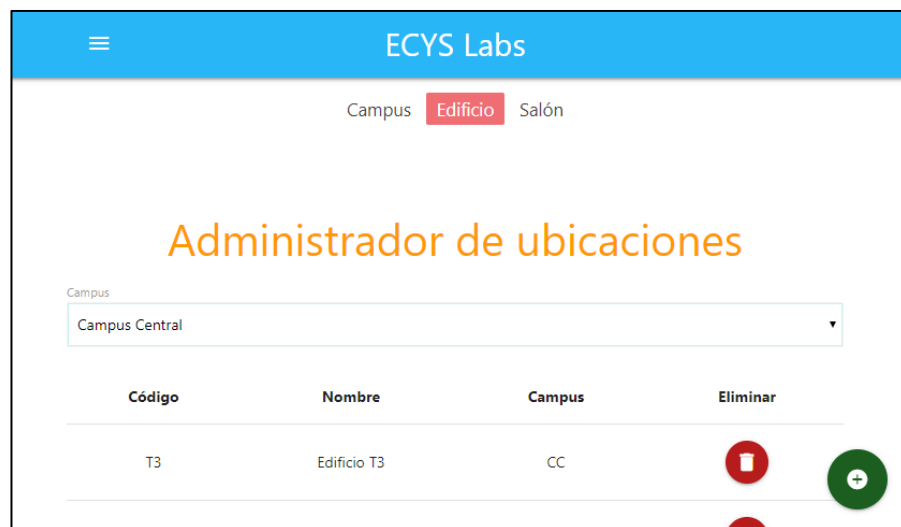 ECYS Labs
Campus Edificio Salón
Administrador de ubicaciones
Campus
Campus Central
Código Nombre Campus Eliminar
T3 Edificio T3 CC